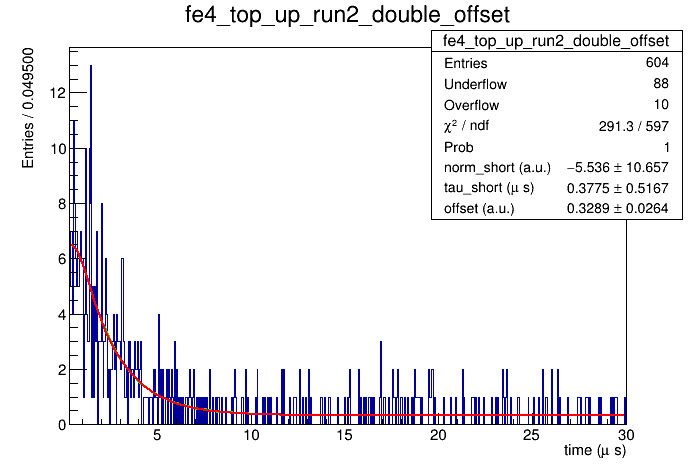 fe4_top_up_run2_double_offset
fe4_top_up_run2_double_offset
Entries 604
Underflow 88
Overflow 10
χ² / ndf 291.3 / 597
Prob 1
norm_short (a.u.) −5.536 ± 10.657
tau_short (μ s) 0.3775 ± 0.5167
offset (a.u.) 0.3289 ± 0.0264
Entries / 0.049500
12
10
8
6
4
2
0
5 10 15 20 25 30
time (μ s)